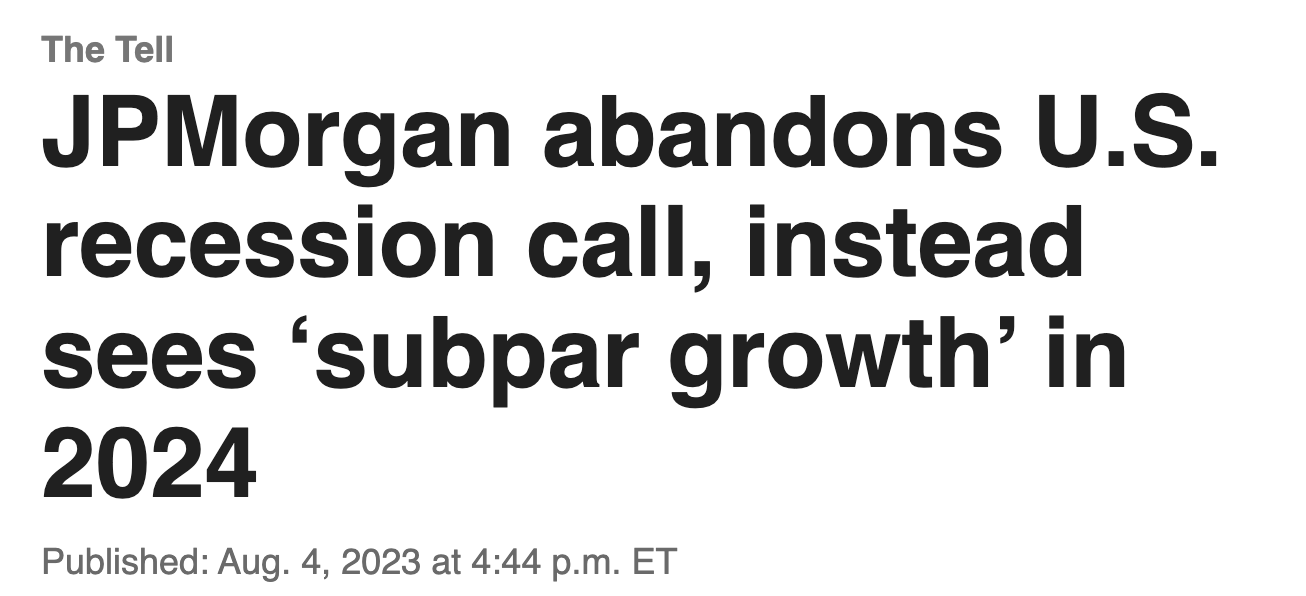 The Tell
JPMorgan abandons U.S.
recession call, instead
sees ‘subpar growth’ in
2024
Published: Aug. 4, 2023 at 4:44 p.m. ET